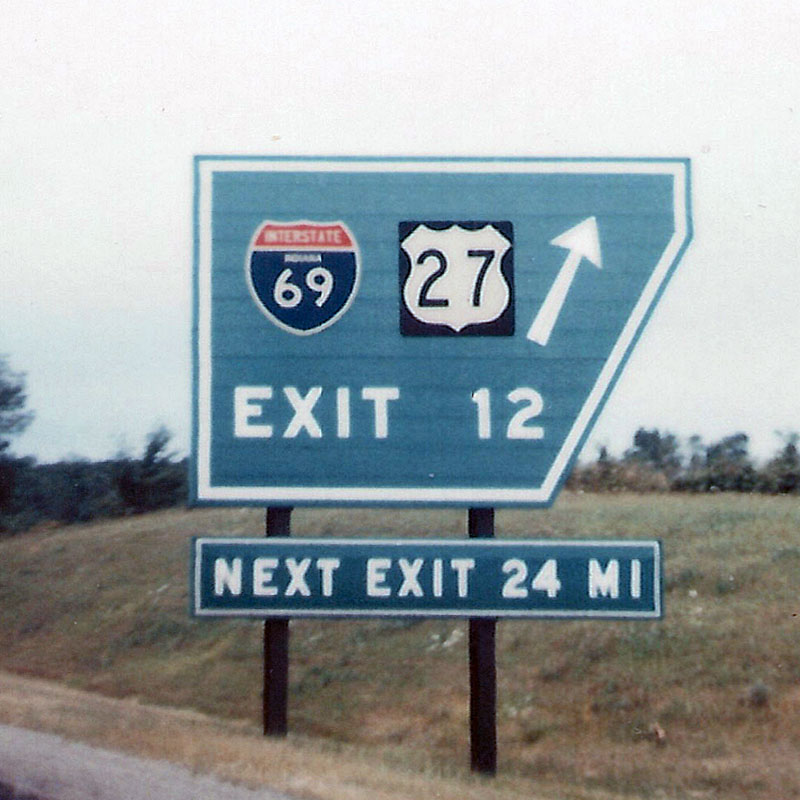 INTERSTATE
INDIANA
69
27
EXIT 12
NEXT EXIT 24 MI